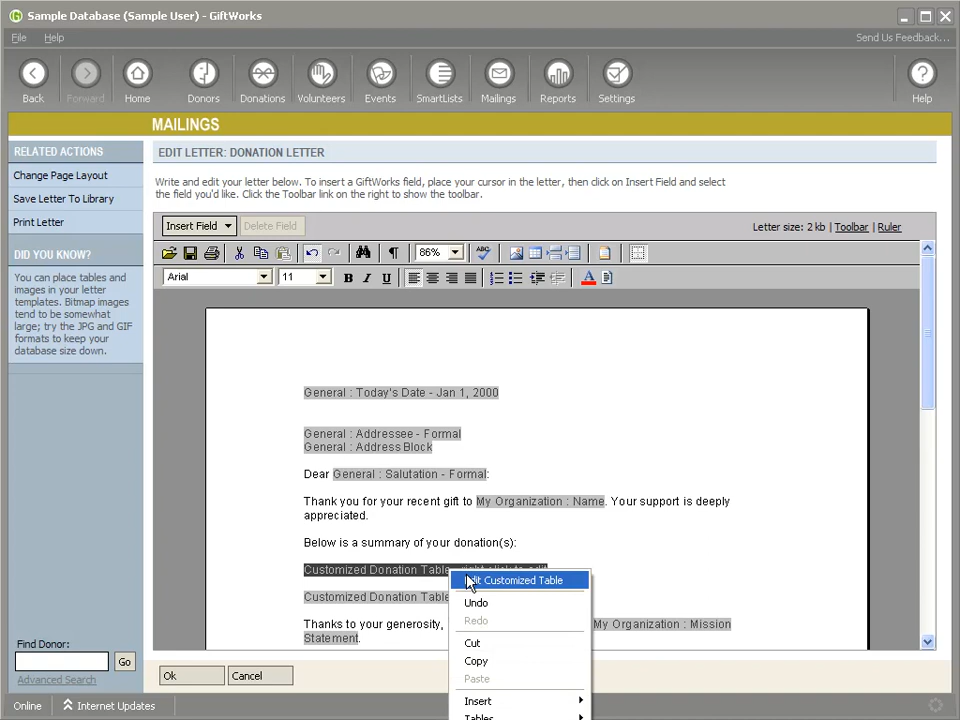 Sample Database (Sample User) - GiftWorks
File Help Send Us Feedback...
Back Forward Home Donors Donations Volunteers Events SmartLists Mailings Reports Settings Help
MAILINGS
RELATED ACTIONS
Change Page Layout
Save Letter To Library
Print Letter
DID YOU KNOW?
You can place tables and
images in your letter
templates. Bitmap images
tend to be somewhat
large; try the JPG and GIF
formats to keep your
database size down.
Find Donor:
Go
Advanced Search
EDIT LETTER: DONATION LETTER
Write and edit your letter below. To insert a GiftWorks field, place your cursor in the letter, then click on Insert Field and select
the field you'd like. Click the Toolbar link on the right to show the toolbar.
Insert Field Delete Field Letter size: 2 kb | Toolbar | Ruler
86% ABC
Arial 11 B I U A
General : Today's Date - Jan 1, 2000
General : Addressee - Formal
General : Address Block
Dear General : Salutation - Formal:
Thank you for your recent gift to My Organization : Name. Your support is deeply
appreciated.
Below is a summary of your donation(s):
Customized Donation Table
Customized Donation Table
Thanks to your generosity, My Organization : Mission
Statement.
Edit Customized Table
Undo
Redo
Cut
Copy
Paste
Insert
Tables
Ok Cancel
Online Internet Updates